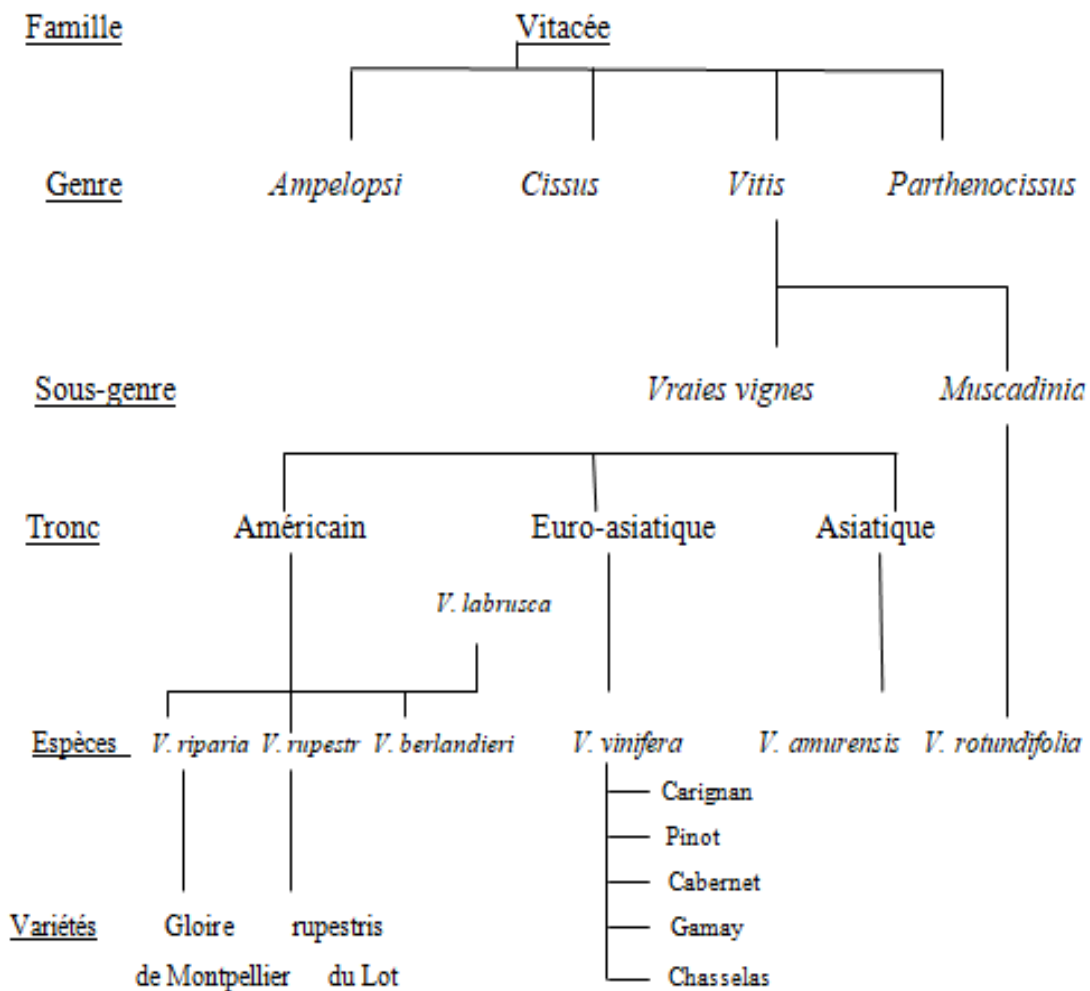 Famille Vitacée
Genre Ampelopsi Cissus Vitis Parthenocissus
Sous-genre Vraies vignes Muscadinia
Tronc Américain Euro-asiatique Asiatique
V. labrusca
Espèces V. riparia V. rupestr V. berlandieri V. vinifera V. amurensis V. rotundifolia
Carignan
Pinot
Cabernet
Variétés Gloire rupestris Gamay
de Montpellier du Lot Chasselas